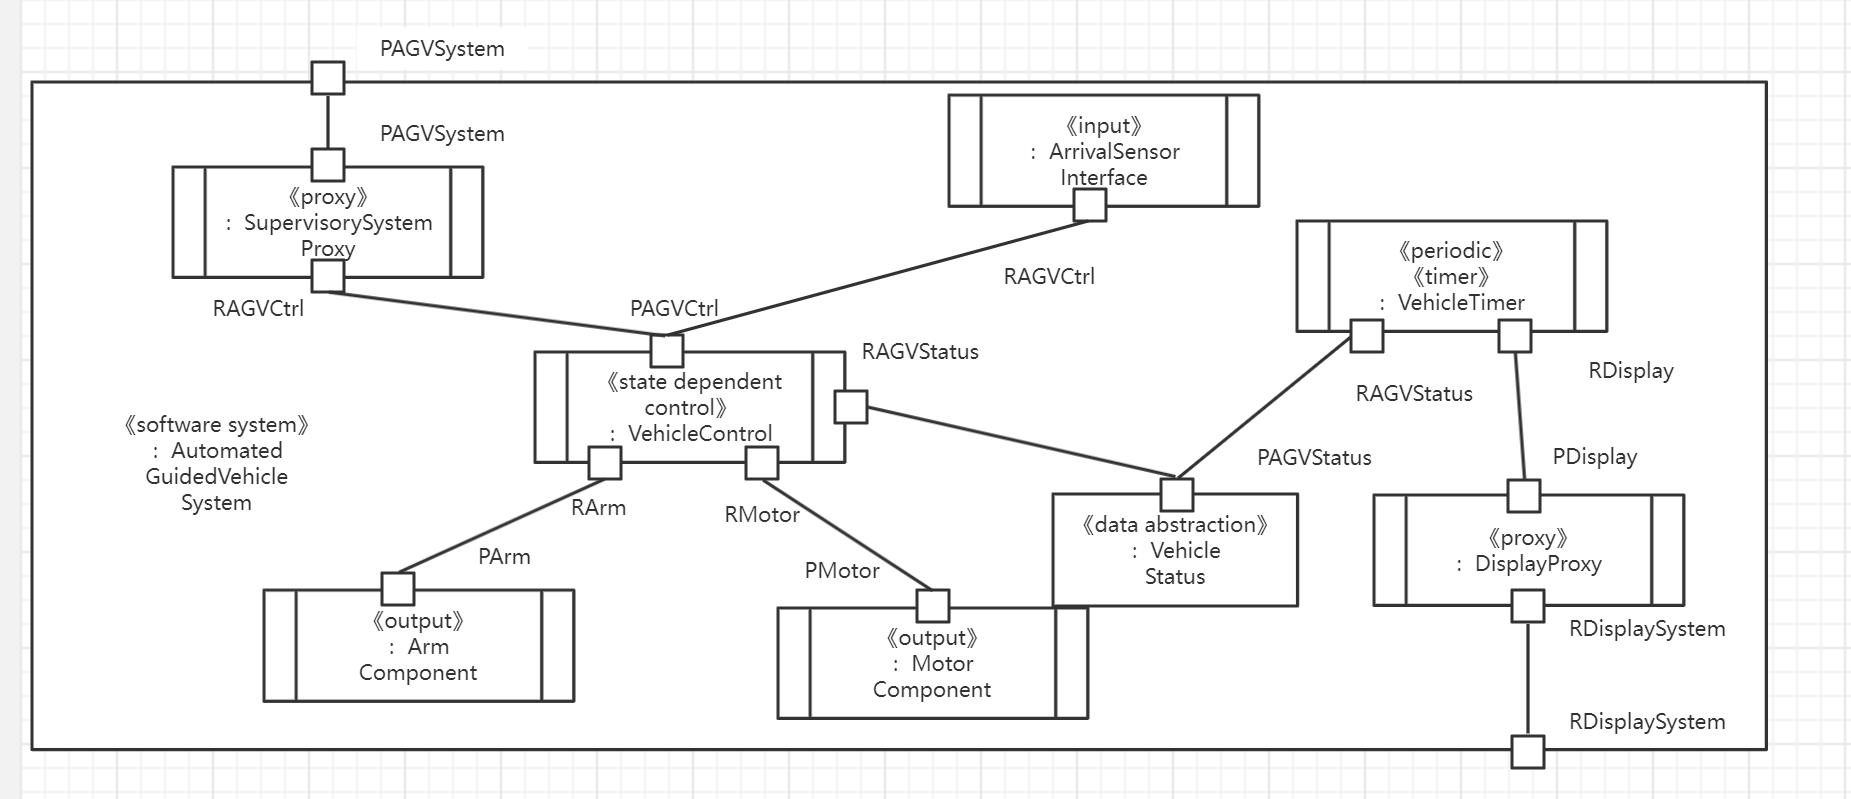 PAGVSystem
PAGVSystem
《proxy》
: SupervisorySystem
Proxy
RAGVCtrl
《input》
: ArrivalSensor
Interface
RAGVCtrl
《periodic》
《timer》
: VehicleTimer
RAGVStatus
RDisplay
PAGVCtrl
RAGVStatus
《state dependent
control》
: VehicleControl
RArm
RMotor
《software system》
: Automated
GuidedVehicle
System
PAGVStatus
《data abstraction》
: Vehicle
Status
PDisplay
《proxy》
: DisplayProxy
RDisplaySystem
RDisplaySystem
PArm
《output》
: Arm
Component
PMotor
《output》
: Motor
Component